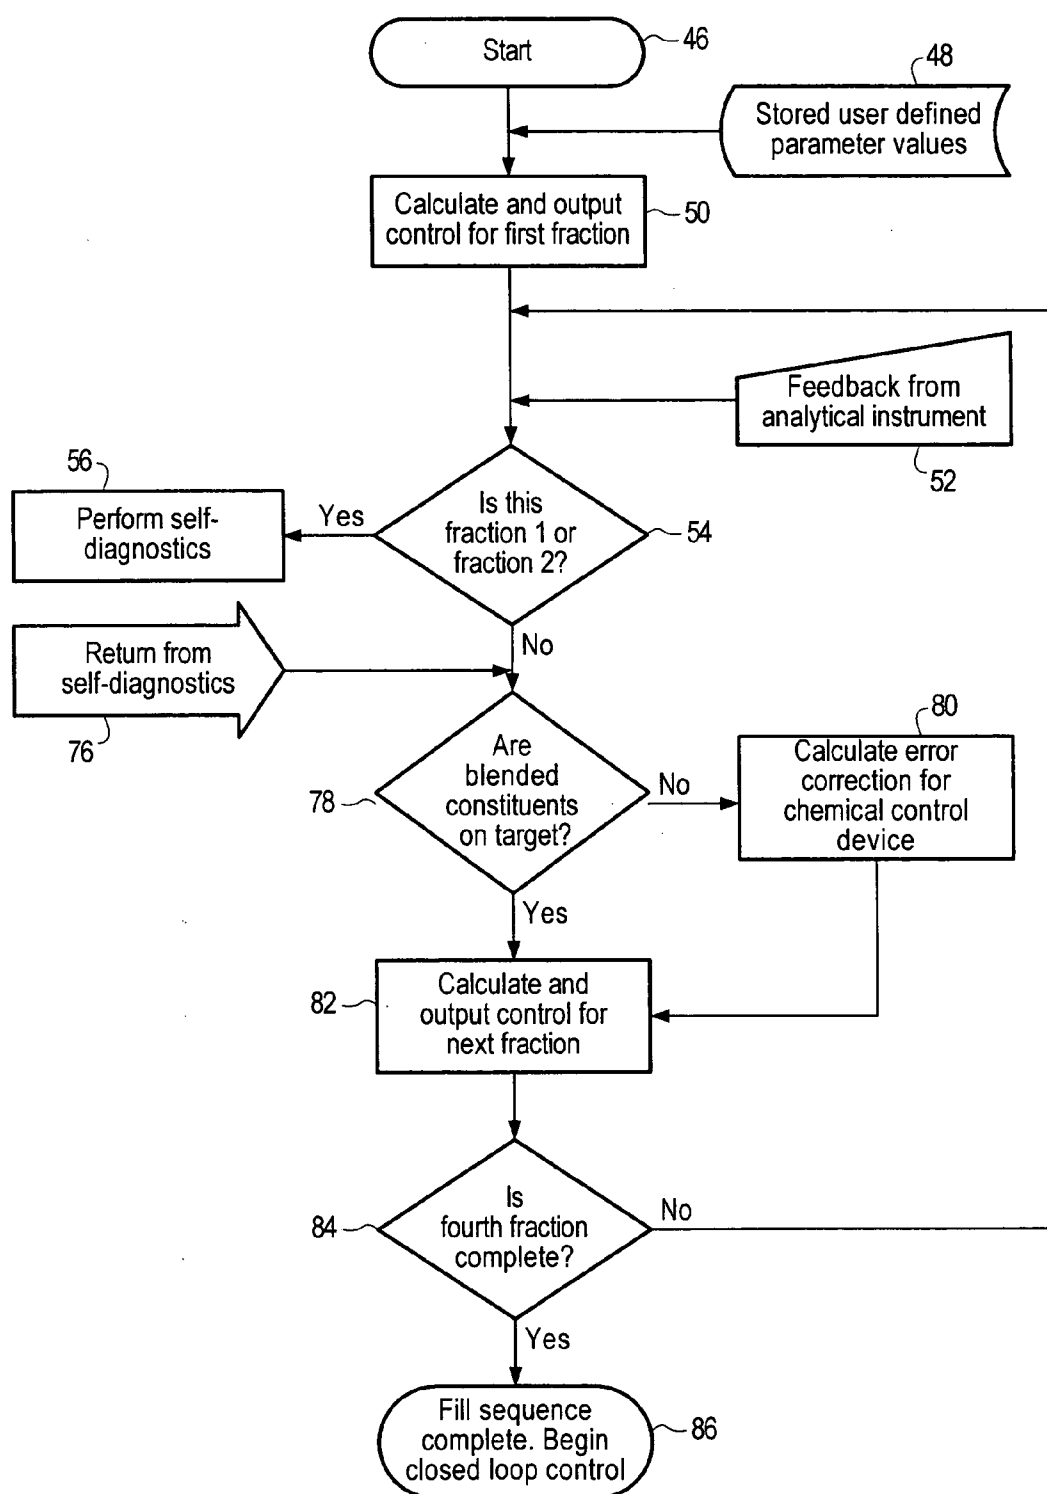 Start
46
48
Stored user defined
parameter values
Calculate and output
control for first fraction
50
Feedback from
analytical instrument
52
56
Perform self-
diagnostics
Yes
Is this
fraction 1 or
fraction 2?
54
No
Return from
self-diagnostics
76
78
Are
blended
constituents
on target?
No
80
Calculate error
correction for
chemical control
device
Yes
82
Calculate and
output control for
next fraction
84
Is
fourth fraction
complete?
No
Yes
Fill sequence
complete. Begin
closed loop control
86